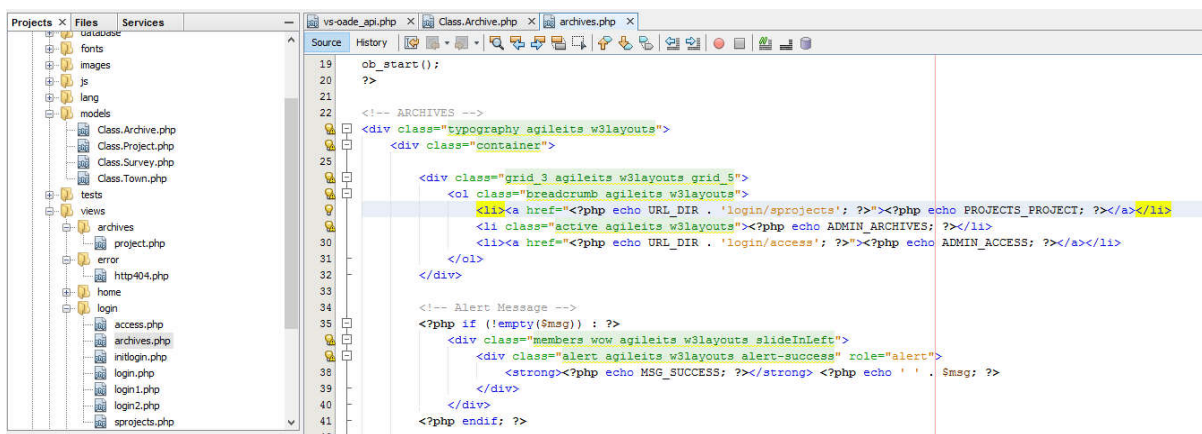 Projects × Files Services
database
fonts
images
js
lang
models
Class.Archive.php
Class.Project.php
Class.Survey.php
Class.Town.php
tests
views
archives
project.php
error
http404.php
home
login
access.php
archives.php
initlogin.php
login.php
login1.php
login2.php
sprojects.php
vs-oade_api.php × Class.Archive.php × archives.php ×
Source History
19 ob_start();
20 ?>
21
22 <!-- ARCHIVES -->
<div class="typography agileits w3layouts">
<div class="container">
25
<div class="grid_3 agileits w3layouts grid_5">
<ol class="breadcrumb agileits w3layouts">
<li><a href="<?php echo URL_DIR . 'login/sprojects'; ?>"><?php echo PROJECTS_PROJECT; ?></a></li>
<li class="active agileits w3layouts"><?php echo ADMIN_ARCHIVES; ?></li>
30 <li><a href="<?php echo URL_DIR . 'login/access'; ?>"><?php echo ADMIN_ACCESS; ?></a></li>
31 </ol>
32 </div>
33
34 <!-- Alert Message -->
35 <?php if (!empty($msg)) : ?>
<div class="members wow agileits w3layouts slideInLeft">
<div class="alert agileits w3layouts alert-success" role="alert">
38 <strong><?php echo MSG_SUCCESS; ?></strong> <?php echo ' ' . $msg; ?>
39 </div>
40 </div>
41 <?php endif; ?>